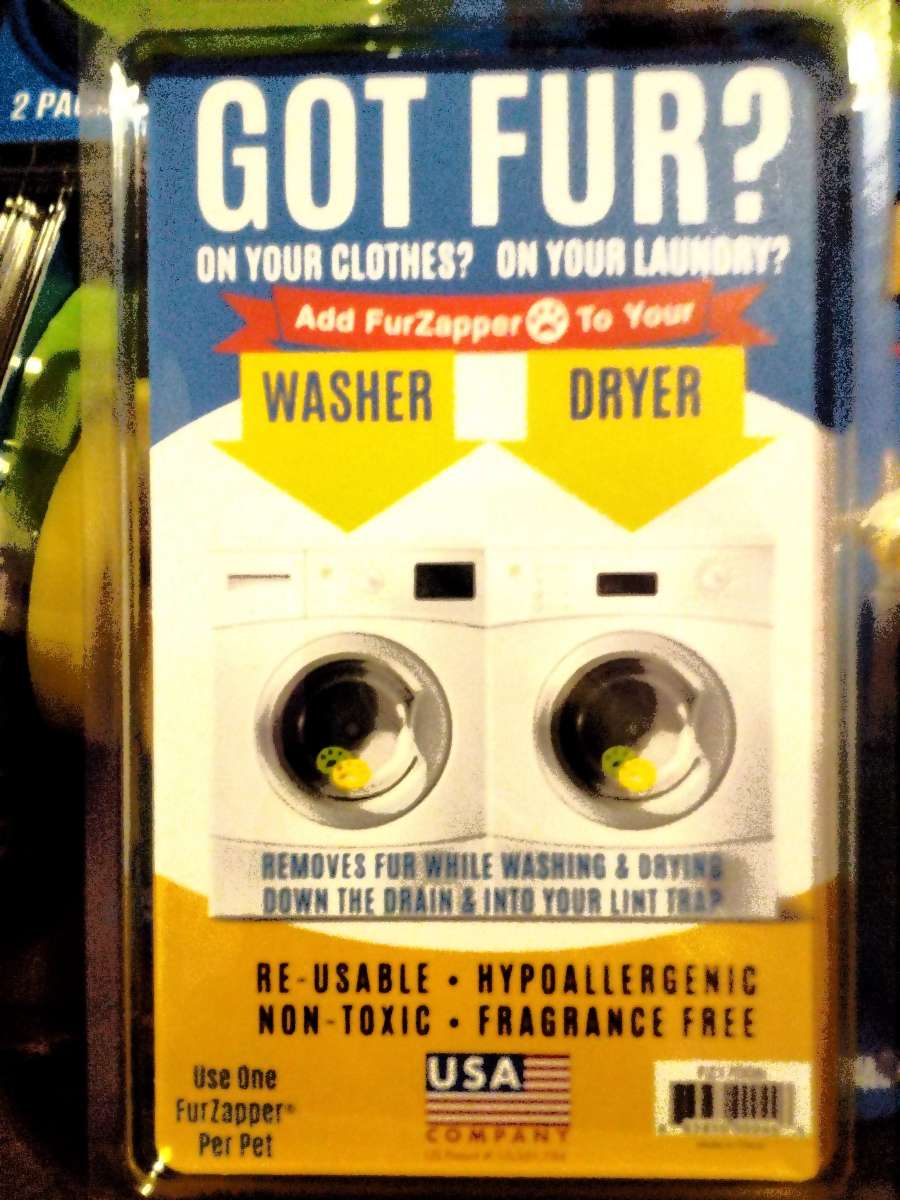 2 PA
GOT FUR?
ON YOUR CLOTHES? ON YOUR LAUNDRY?
Add FurZapper To Your
WASHER DRYER
REMOVES FUR WHILE WASHING & DRYING
DOWN THE DRAIN & INTO YOUR LINT TRAP
RE-USABLE • HYPOALLERGENIC
NON-TOXIC • FRAGRANCE FREE
Use One
FurZapper®
Per Pet
USA
COMPANY